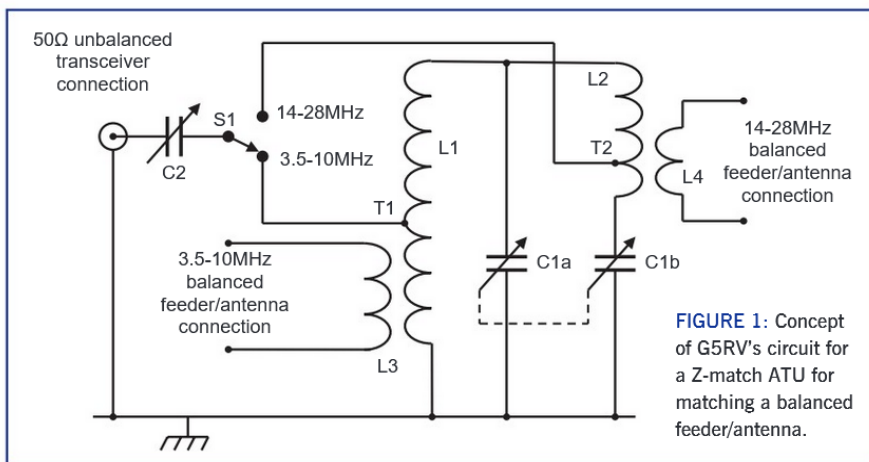 50Ω unbalanced
transceiver
connection
S1
C2
14-28MHz
3.5-10MHz
T1
L1
L2
T2
L4
14-28MHz
balanced
feeder/antenna
connection
3.5-10MHz
balanced
feeder/antenna
connection
L3
C1a
C1b
FIGURE 1: Concept
of G5RV's circuit for
a Z-match ATU for
matching a balanced
feeder/antenna.